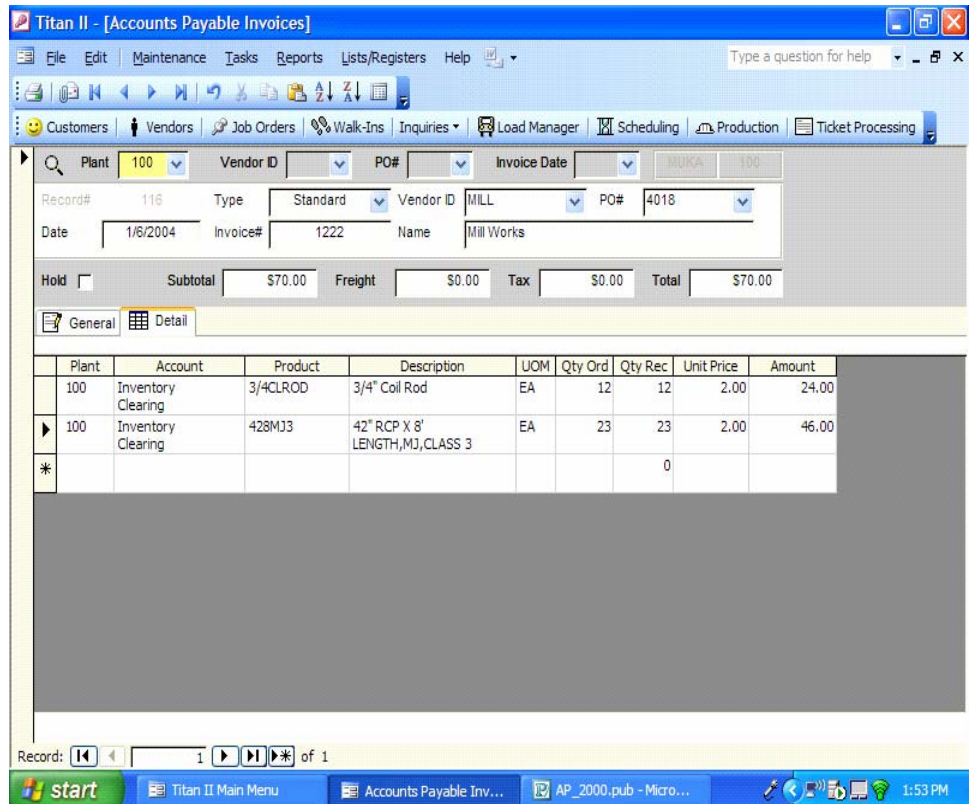 Titan II - [Accounts Payable Invoices]
File Edit Maintenance Tasks Reports Lists/Registers Help Type a question for help
Customers Vendors Job Orders Walk-Ins Inquiries Load Manager Scheduling Production Ticket Processing
Plant 100 Vendor ID PO# Invoice Date MUKA 100
Record# 116 Type Standard Vendor ID MILL PO# 4018
Date 1/6/2004 Invoice# 1222 Name Mill Works
Hold Subtotal $70.00 Freight $0.00 Tax $0.00 Total $70.00
General Detail
Plant Account Product Description UOM Qty Ord Qty Rec Unit Price Amount
100 Inventory 3/4CLROD 3/4" Coil Rod EA 12 12 2.00 24.00
Clearing
100 Inventory 428MJ3 42" RCP X 8' EA 23 23 2.00 46.00
Clearing LENGTH,MJ,CLASS 3
0
Record: 1 of 1
start Titan II Main Menu Accounts Payable Inv... AP_2000.pub - Micro... 1:53 PM